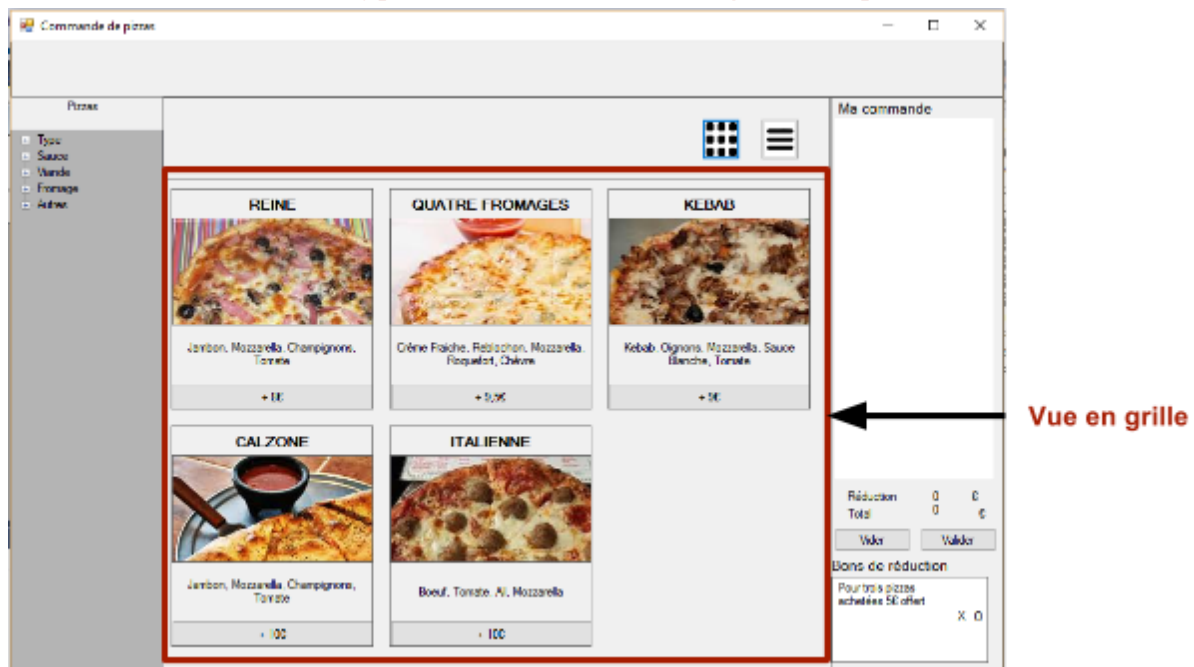 Commande de pizzas
Pizzas
Type
Sauce
Viande
Fromage
Autres
Ma commande
REINE
QUATRE FROMAGES
KEBAB
Jambon, Mozzarella, Champignons,
Tomate
Crème Fraiche, Reblochon, Mozzarella,
Roquefort, Chèvre
Kebab, Oignons, Mozzarella, Sauce
Blanche, Tomate
+ 9,5€
+ 9€
Vue en grille
CALZONE
ITALIENNE
Jambon, Mozzarella, Champignons,
Tomate
Boeuf, Tomate, Ail, Mozzarella
+ 10€
+ 10€
Réduction 0 €
Total 0 €
Vider Valider
Bons de réduction
Pour trois pizzas
achetées 5€ offert
X 0